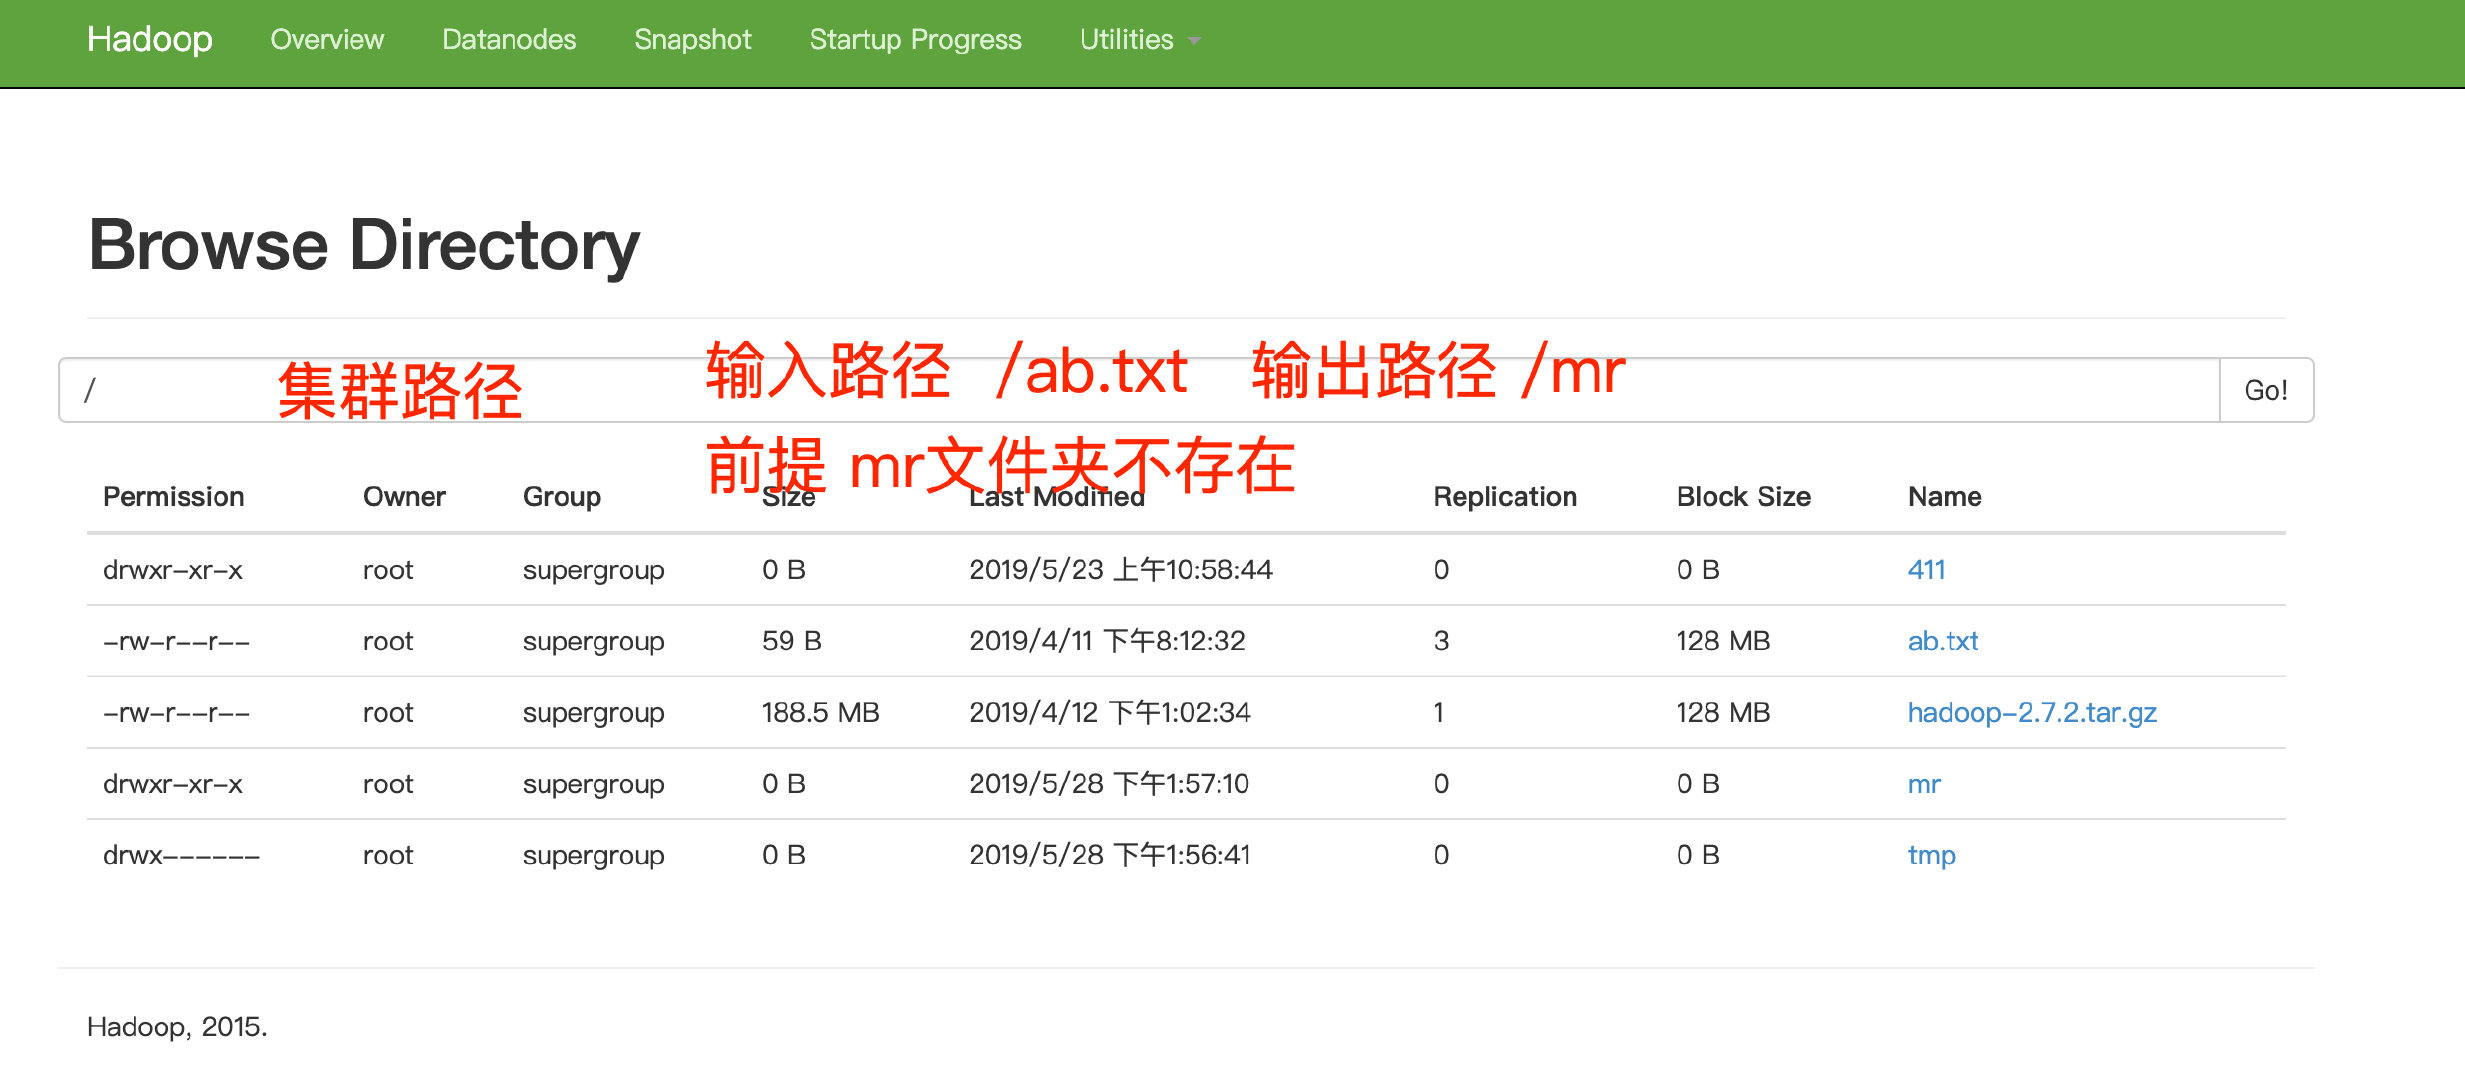 Hadoop Overview Datanodes Snapshot Startup Progress Utilities
Browse Directory
输入路径 /ab.txt 输出路径 /mr
/ 集群路径 Go!
前提 mr文件夹不存在
Permission Owner Group Size Last Modified Replication Block Size Name
drwxr-xr-x root supergroup 0 B 2019/5/23 上午10:58:44 0 0 B 411
-rw-r--r-- root supergroup 59 B 2019/4/11 下午8:12:32 3 128 MB ab.txt
-rw-r--r-- root supergroup 188.5 MB 2019/4/12 下午1:02:34 1 128 MB hadoop-2.7.2.tar.gz
drwxr-xr-x root supergroup 0 B 2019/5/28 下午1:57:10 0 0 B mr
drwx------ root supergroup 0 B 2019/5/28 下午1:56:41 0 0 B tmp
Hadoop, 2015.